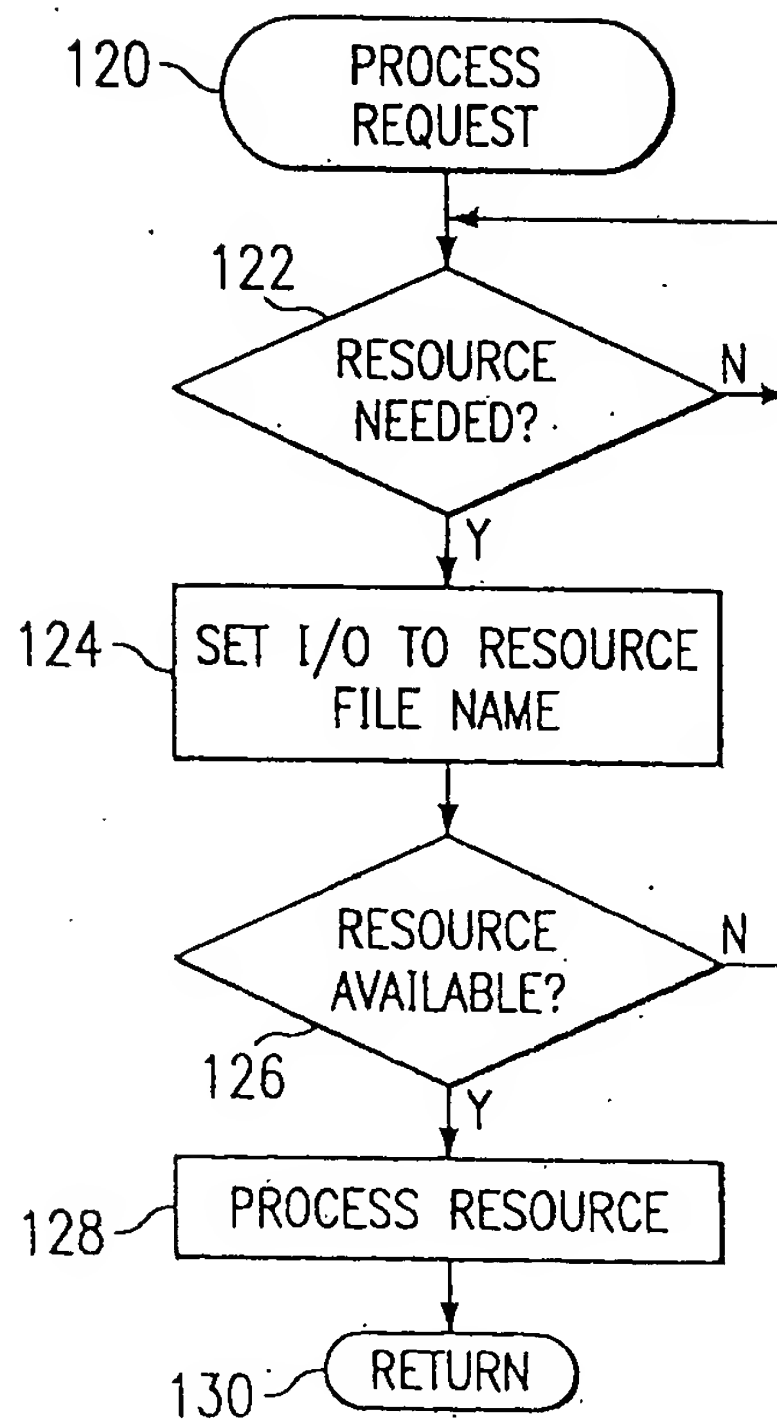 120
PROCESS
REQUEST
122
RESOURCE
NEEDED?
N
Y
124
SET I/O TO RESOURCE
FILE NAME
RESOURCE
AVAILABLE?
N
126
Y
128
PROCESS RESOURCE
130
RETURN